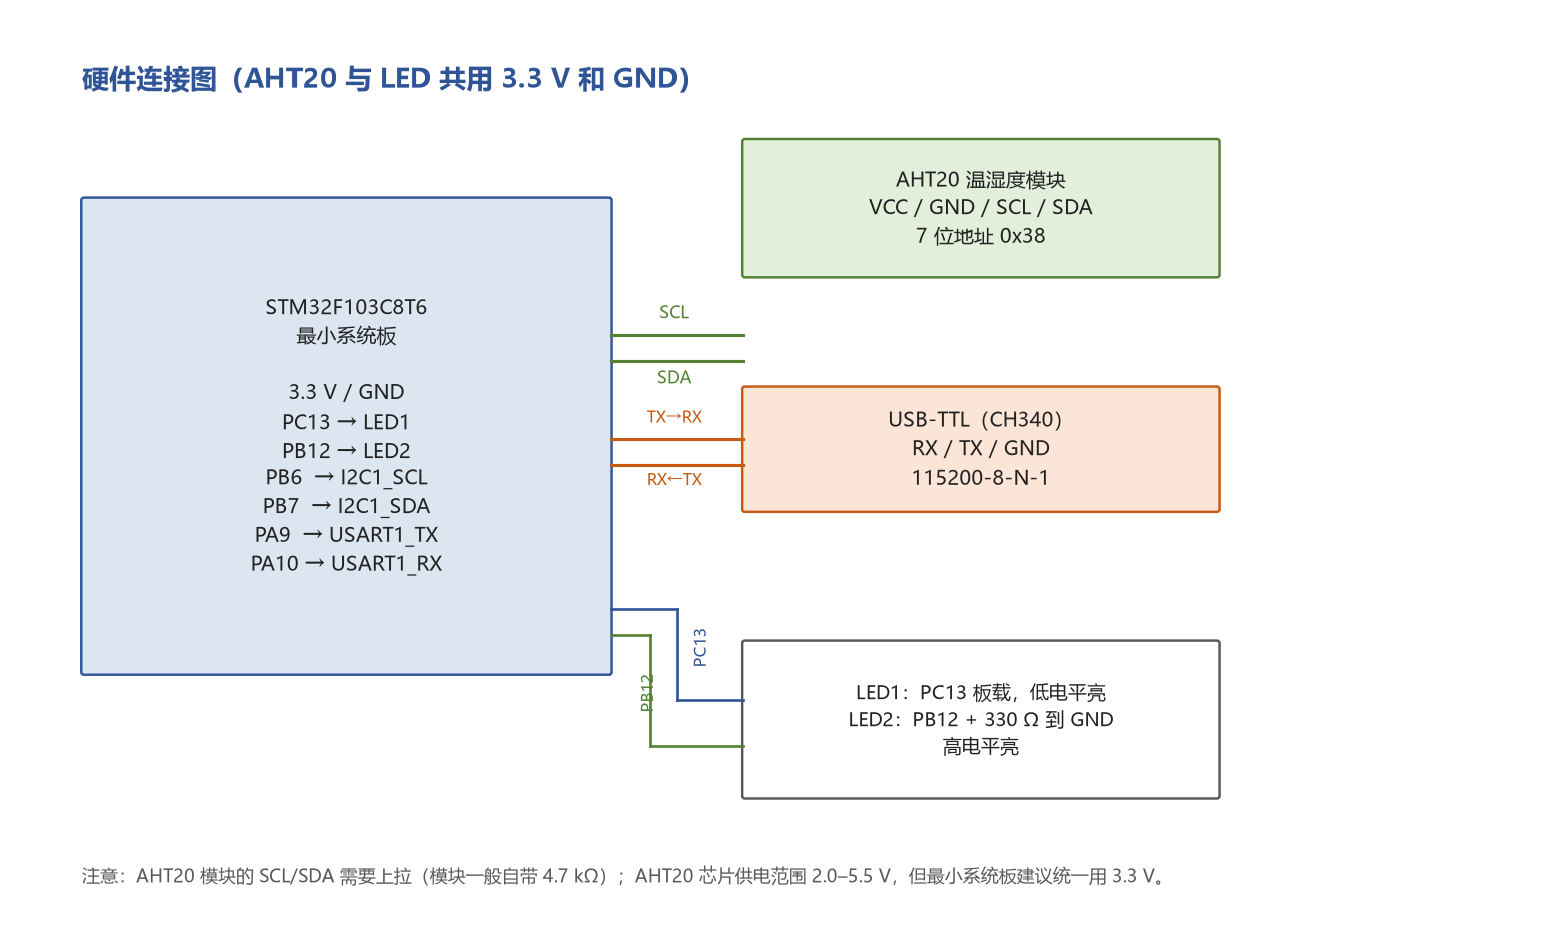 硬件连接图（AHT20 与 LED 共用 3.3 V 和 GND）
AHT20 温湿度模块
VCC / GND / SCL / SDA
7 位地址 0x38
STM32F103C8T6
最小系统板
3.3 V / GND
PC13 → LED1
PB12 → LED2
PB6 → I2C1_SCL
PB7 → I2C1_SDA
PA9 → USART1_TX
PA10 → USART1_RX
SCL
SDA
TX→RX
RX←TX
USB-TTL（CH340）
RX / TX / GND
115200-8-N-1
PC13
PB12
LED1：PC13 板载，低电平亮
LED2：PB12 + 330 Ω 到 GND
高电平亮
注意：AHT20 模块的 SCL/SDA 需要上拉（模块一般自带 4.7 kΩ）；AHT20 芯片供电范围 2.0–5.5 V，但最小系统板建议统一用 3.3 V。